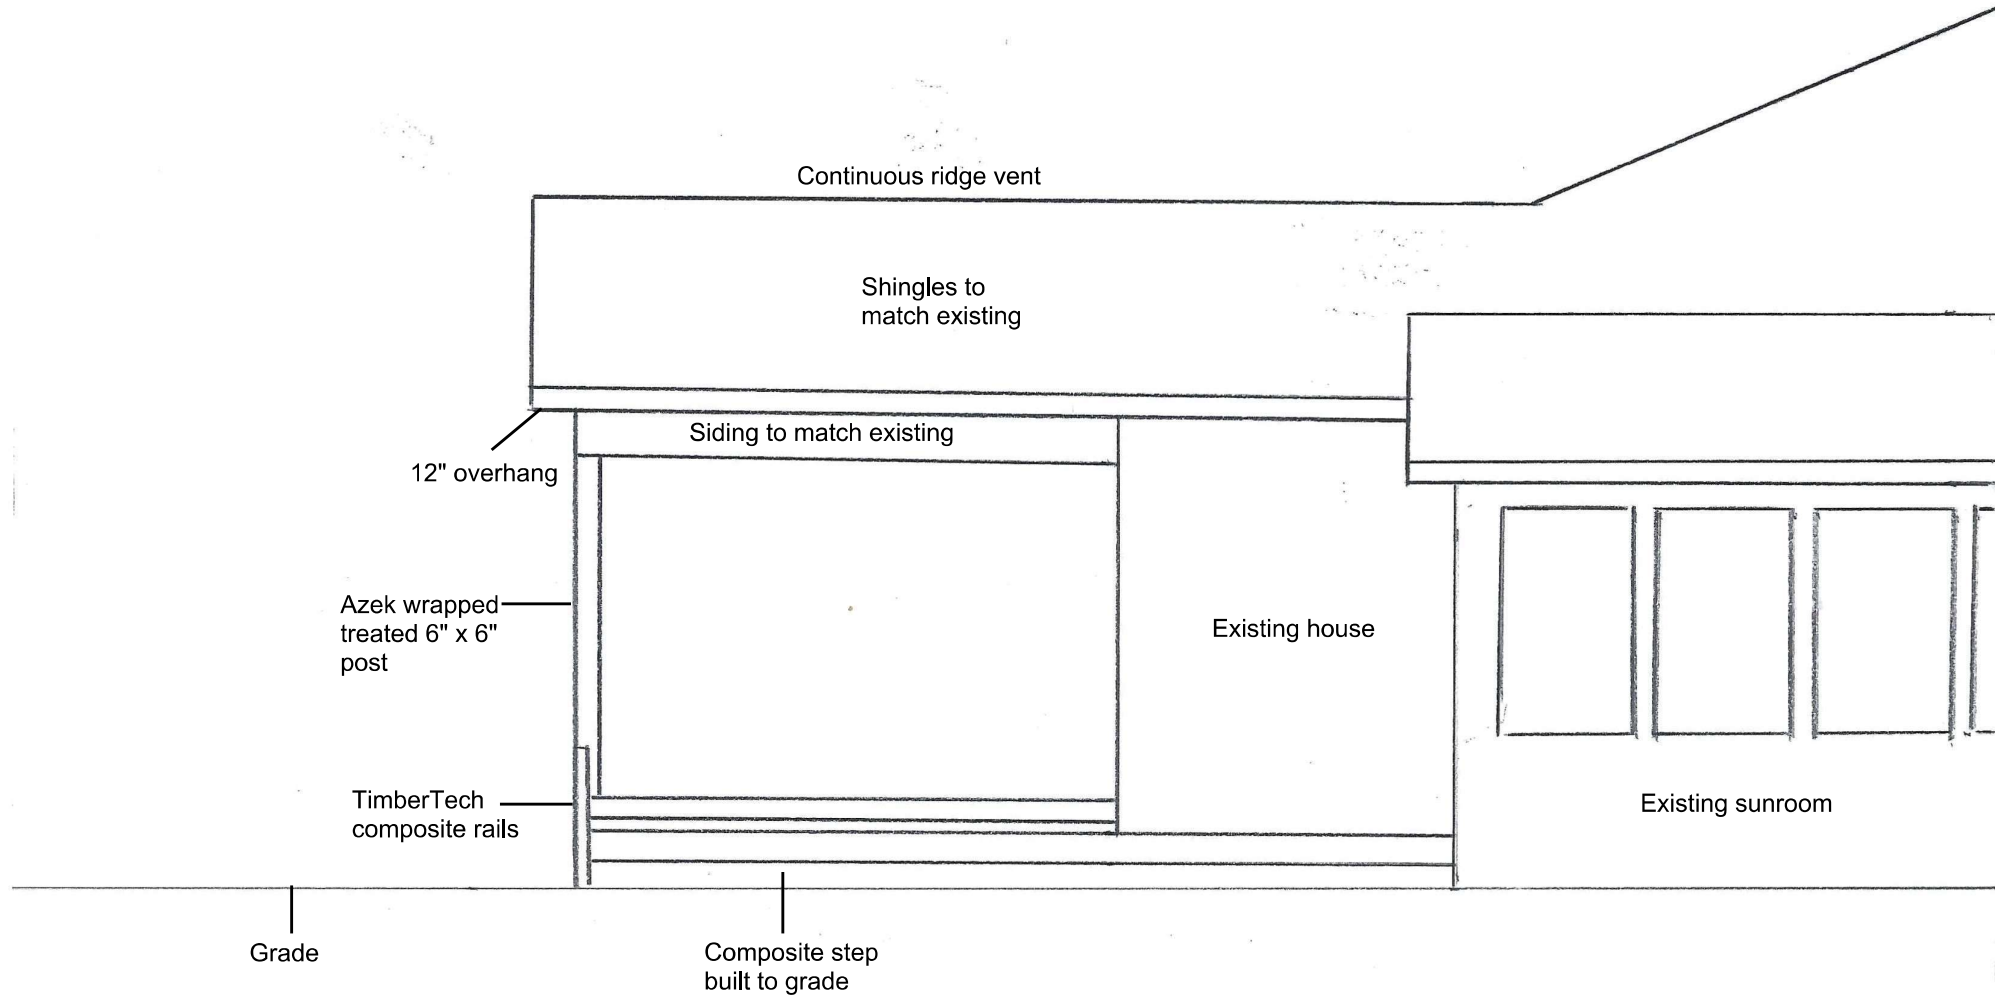 Continuous ridge vent
Shingles to
match existing
Siding to match existing
12" overhang
Azek wrapped
treated 6" x 6"
post
Existing house
TimberTech
composite rails
Existing sunroom
Grade
Composite step
built to grade